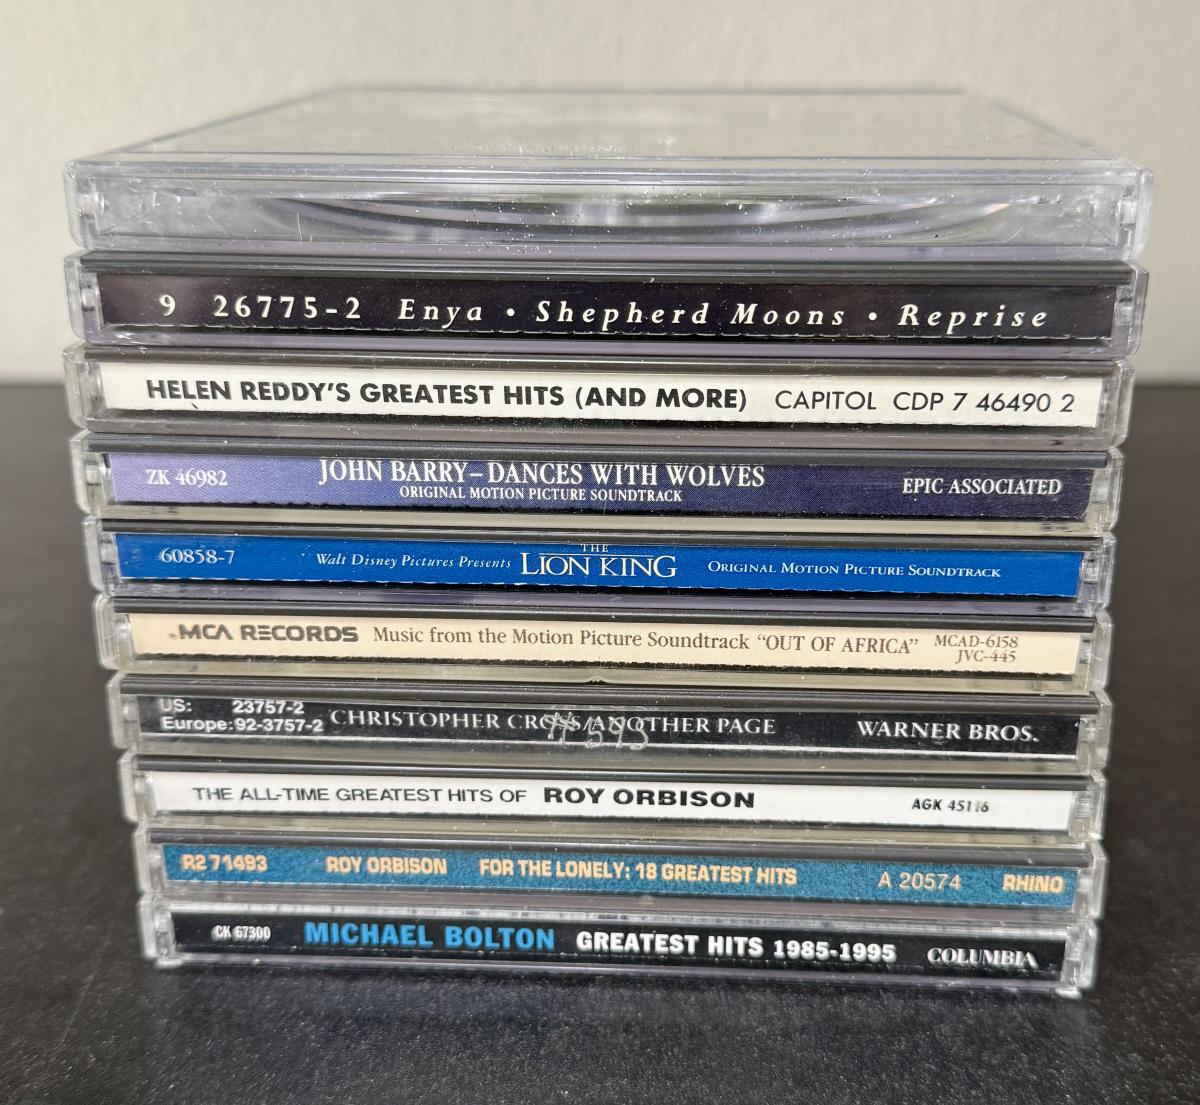 9 26775-2 Enya • Shepherd Moons • Reprise
HELEN REDDY'S GREATEST HITS (AND MORE) CAPITOL CDP 7 46490 2
ZK 46982 JOHN BARRY–DANCES WITH WOLVES EPIC ASSOCIATED
ORIGINAL MOTION PICTURE SOUNDTRACK
60858-7 Walt Disney Pictures Presents THE LION KING ORIGINAL MOTION PICTURE SOUNDTRACK
MCA RECORDS Music from the Motion Picture Soundtrack "OUT OF AFRICA" MCAD-6158
JVC-445
US: 23757-2
Europe:92-3757-2 CHRISTOPHER CROSS/ANOTHER PAGE WARNER BROS.
THE ALL-TIME GREATEST HITS OF ROY ORBISON AGK 45116
R2 71493 ROY ORBISON FOR THE LONELY: 18 GREATEST HITS A 20574 RHINO
CK 67300 MICHAEL BOLTON GREATEST HITS 1985-1995 COLUMBIA